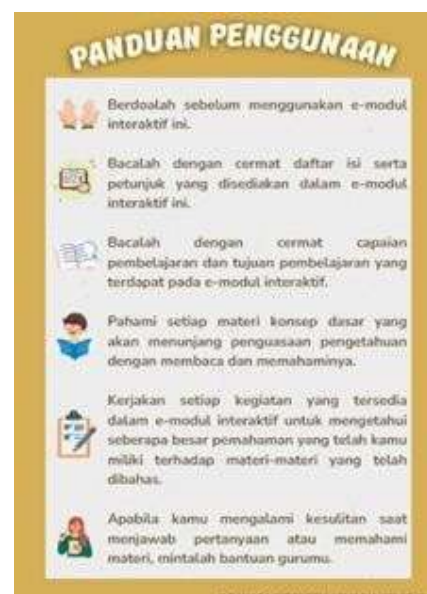 PANDUAN PENGGUNAAN
Berdoalah sebelum menggunakan e-modul
interaktif ini.
Bacalah dengan cermat daftar isi serta
petunjuk yang disediakan dalam e-modul
interaktif ini.
Bacalah dengan cermat capaian
pembelajaran dan tujuan pembelajaran yang
terdapat pada e-modul interaktif.
Pahami setiap materi konsep dasar yang
akan menunjang penguasaan pengetahuan
dengan membaca dan memahaminya.
Kerjakan setiap kegiatan yang tersedia
dalam e-modul interaktif untuk mengetahui
seberapa besar pemahaman yang telah kamu
miliki terhadap materi-materi yang telah
dibahas.
Apabila kamu mengalami kesulitan saat
menjawab pertanyaan atau memahami
materi, mintalah bantuan gurumu.